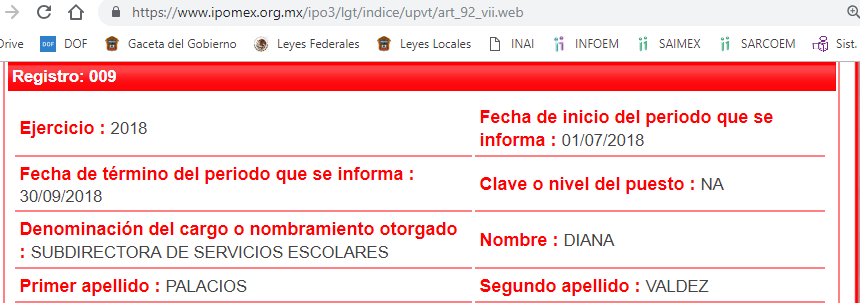 https://www.ipomex.org.mx/ipo3/lgt/indice/upvt/art_92_vii.web
Drive DOF DOF Gaceta del Gobierno Leyes Federales Leyes Locales INAI INFOEM SAIMEX SARCOEM Sist.
Registro: 009
Ejercicio : 2018
Fecha de inicio del periodo que se
informa : 01/07/2018
Fecha de término del periodo que se informa :
30/09/2018
Clave o nivel del puesto : NA
Denominación del cargo o nombramiento otorgado
: SUBDIRECTORA DE SERVICIOS ESCOLARES
Nombre : DIANA
Primer apellido : PALACIOS
Segundo apellido : VALDEZ